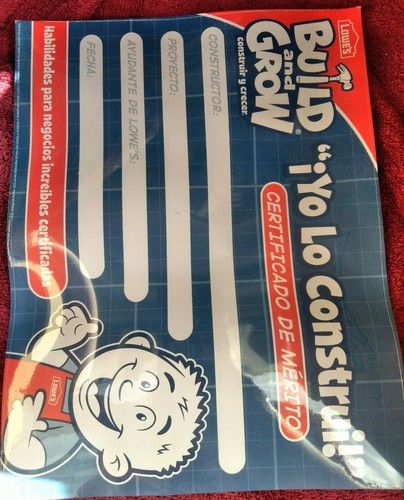 LOWE'S
BUiLD
and
GROW®
construir y crecer.
"¡Yo Lo Construí!"
CERTIFICADO DE MÉRITO
CONSTRUCTOR:
PROYECTO:
AYUDANTE DE LOWE'S:
FECHA:
Habilidades para negocios increíbles certificadas
LOWE'S